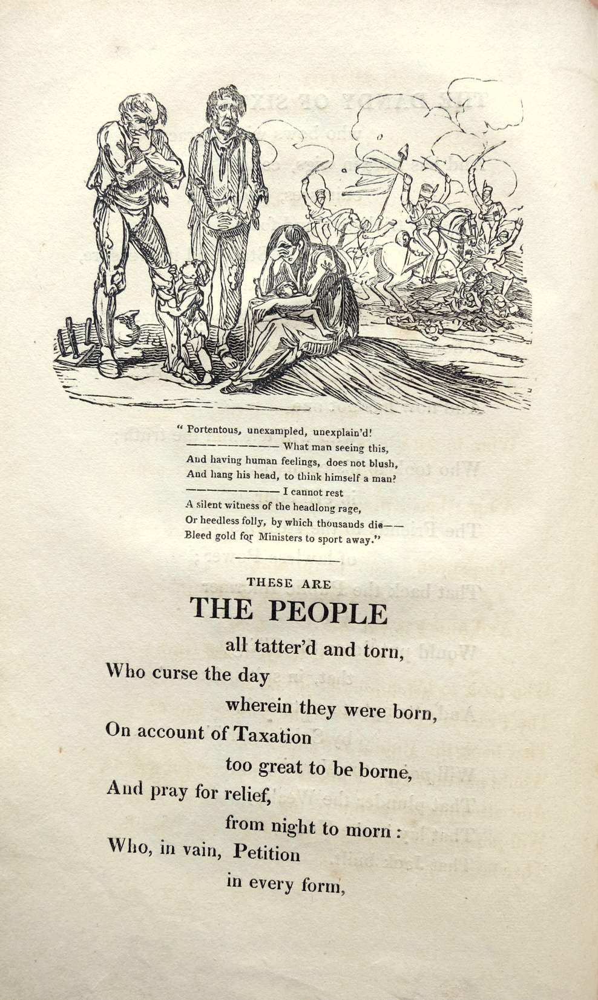 “ Portentous, unexampled, unexplain’d!
—————————— What man seeing this,
And having human feelings, does not blush,
And hang his head, to think himself a man?
—————————— I cannot rest
A silent witness of the headlong rage,
Or heedless folly, by which thousands die——
Bleed gold for Ministers to sport away.”
THESE ARE
THE PEOPLE
all tatter’d and torn,
Who curse the day
wherein they were born,
On account of Taxation
too great to be borne,
And pray for relief,
from night to morn :
Who, in vain, Petition
in every form,